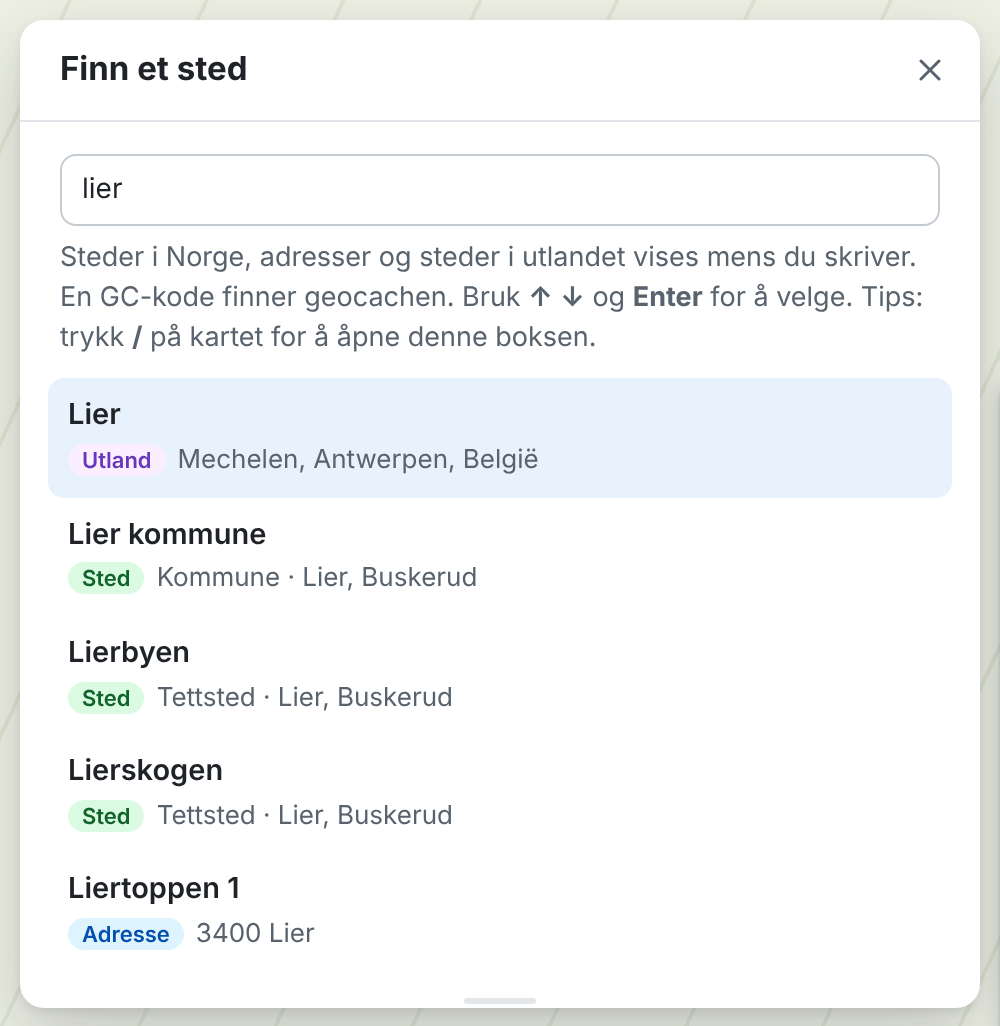 Finn et sted
lier
Steder i Norge, adresser og steder i utlandet vises mens du skriver.
En GC-kode finner geocachen. Bruk ↑ ↓ og Enter for å velge. Tips:
trykk / på kartet for å åpne denne boksen.
Lier
Utland Mechelen, Antwerpen, België
Lier kommune
Sted Kommune · Lier, Buskerud
Lierbyen
Sted Tettsted · Lier, Buskerud
Lierskogen
Sted Tettsted · Lier, Buskerud
Liertoppen 1
Adresse 3400 Lier